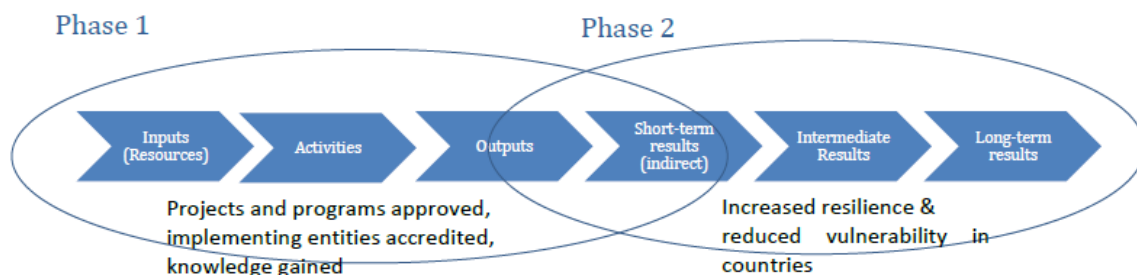 Phase 1
Phase 2
Inputs
(Resources)
Activities
Outputs
Short-term
results
(indirect)
Intermediate
Results
Long-term
results
Projects and programs approved,
implementing entities accredited,
knowledge gained
Increased resilience &
reduced vulnerability in
countries